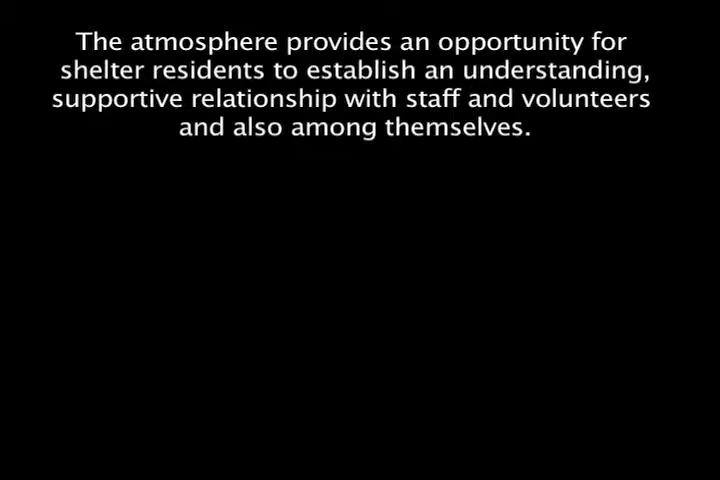 The atmosphere provides an opportunity for
shelter residents to establish an understanding,
supportive relationship with staff and volunteers
and also among themselves.